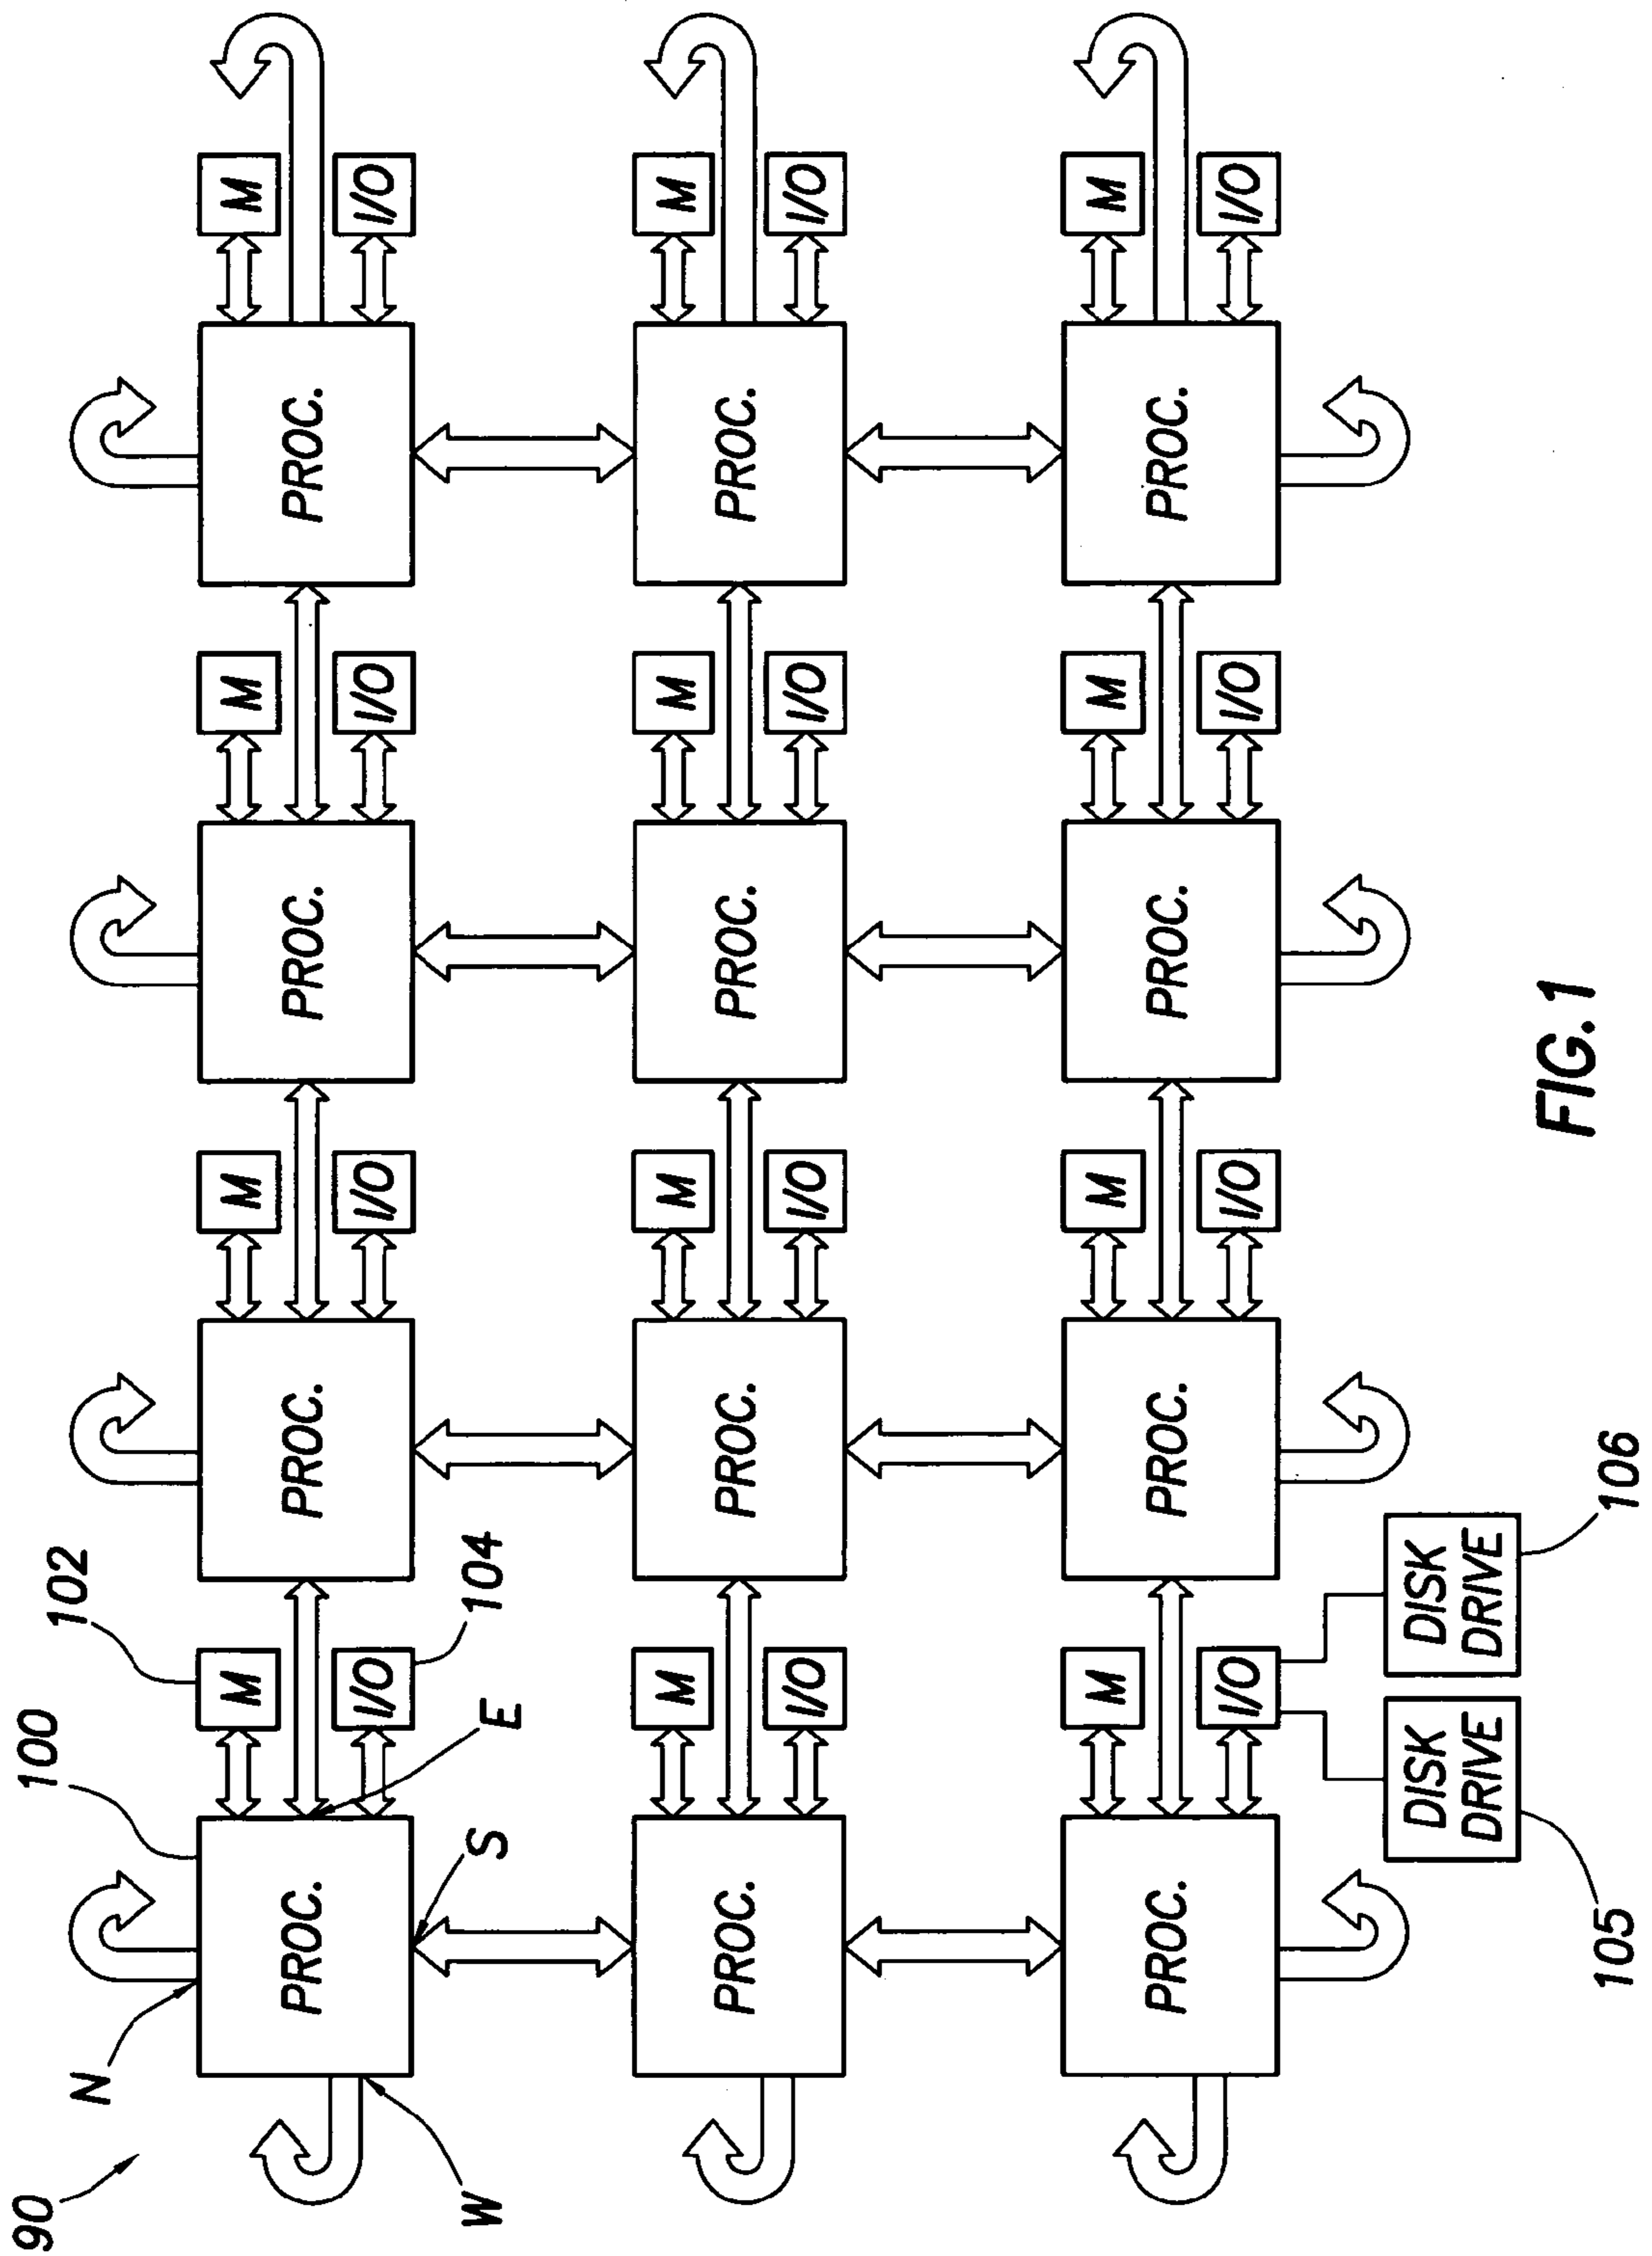 90
100
102
N
M
M
M
M
PROC.
PROC.
PROC.
PROC.
I/O
I/O
I/O
I/O
W
S
E
104
M
M
M
M
PROC.
PROC.
PROC.
PROC.
I/O
I/O
I/O
I/O
M
M
M
M
PROC.
PROC.
PROC.
PROC.
I/O
I/O
I/O
I/O
DISK
DRIVE
DISK
DRIVE
105
106
FIG. 1